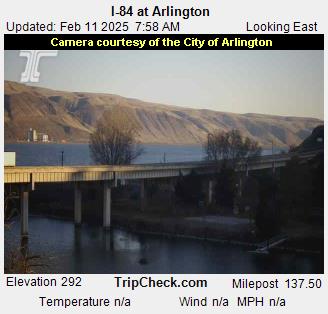 I-84 at Arlington
Updated: Feb 11 2025 7:58 AM Looking East
Camera courtesy of the City of Arlington
Elevation 292 TripCheck.com Milepost 137.50
Temperature n/a Wind n/a MPH n/a